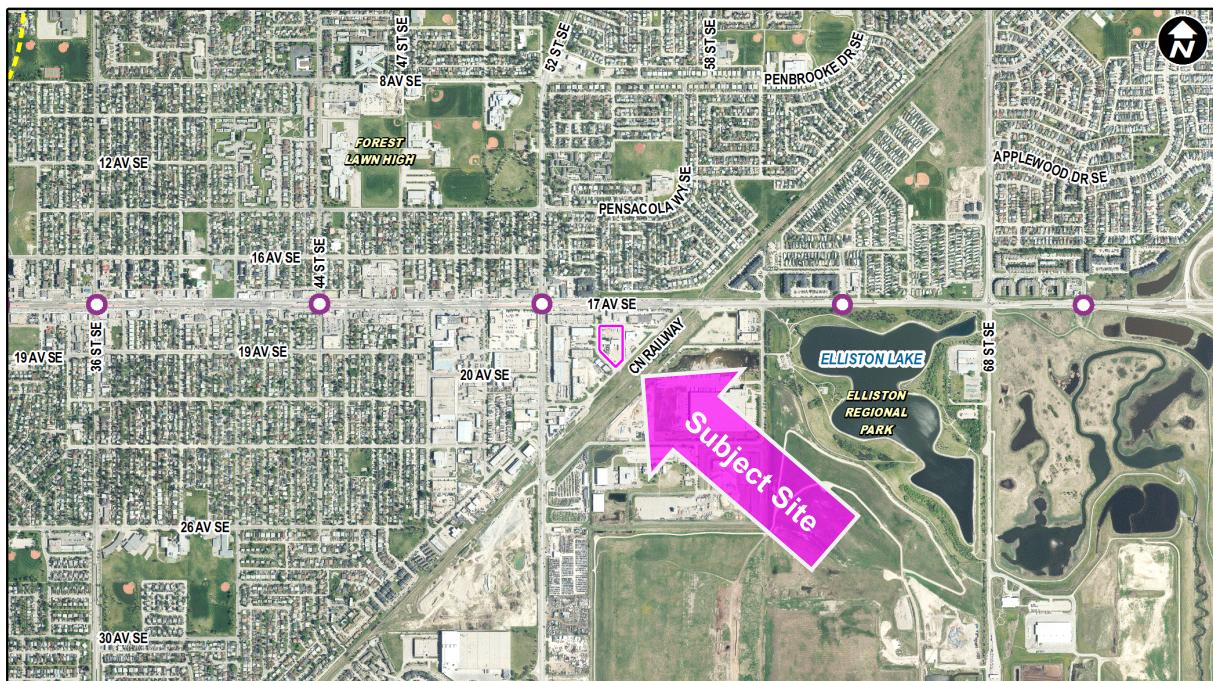 47 ST SE
52 ST SE
58 ST SE
N
8 AV SE
PENBROOKE DR SE
FOREST
LAWN HIGH
12 AV SE
APPLEWOOD DR SE
PENSACOLA WY SE
16 AV SE
44 ST SE
17 AV SE
36 ST SE
19 AV SE
19 AV SE
20 AV SE
CN RAILWAY
68 ST SE
ELLISTON LAKE
ELLISTON
REGIONAL
PARK
Subject Site
26 AV SE
30 AV SE